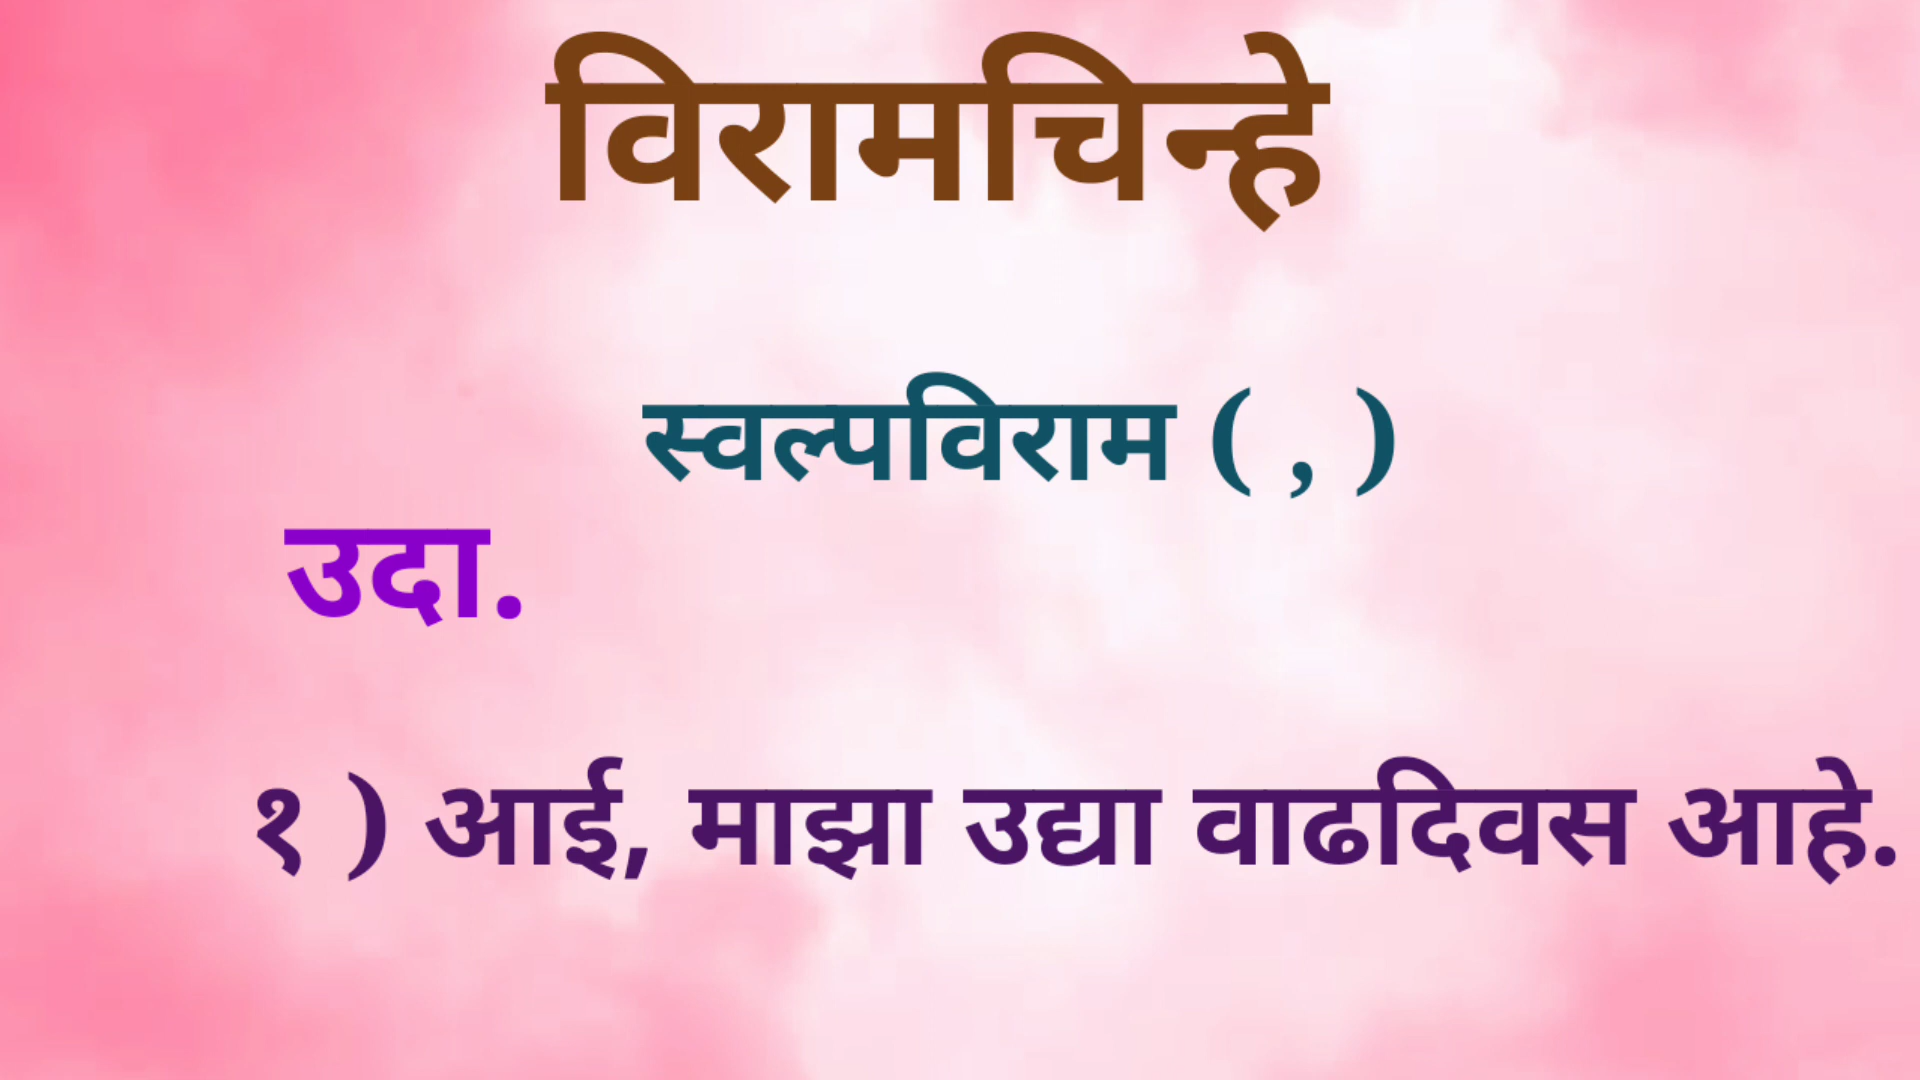 विरामचिन्हे
स्वल्पविराम ( , )
उदा.
१ ) आई, माझा उद्या वाढदिवस आहे.